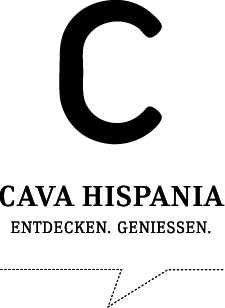 C
CAVA HISPANIA
ENTDECKEN. GENIESSEN.